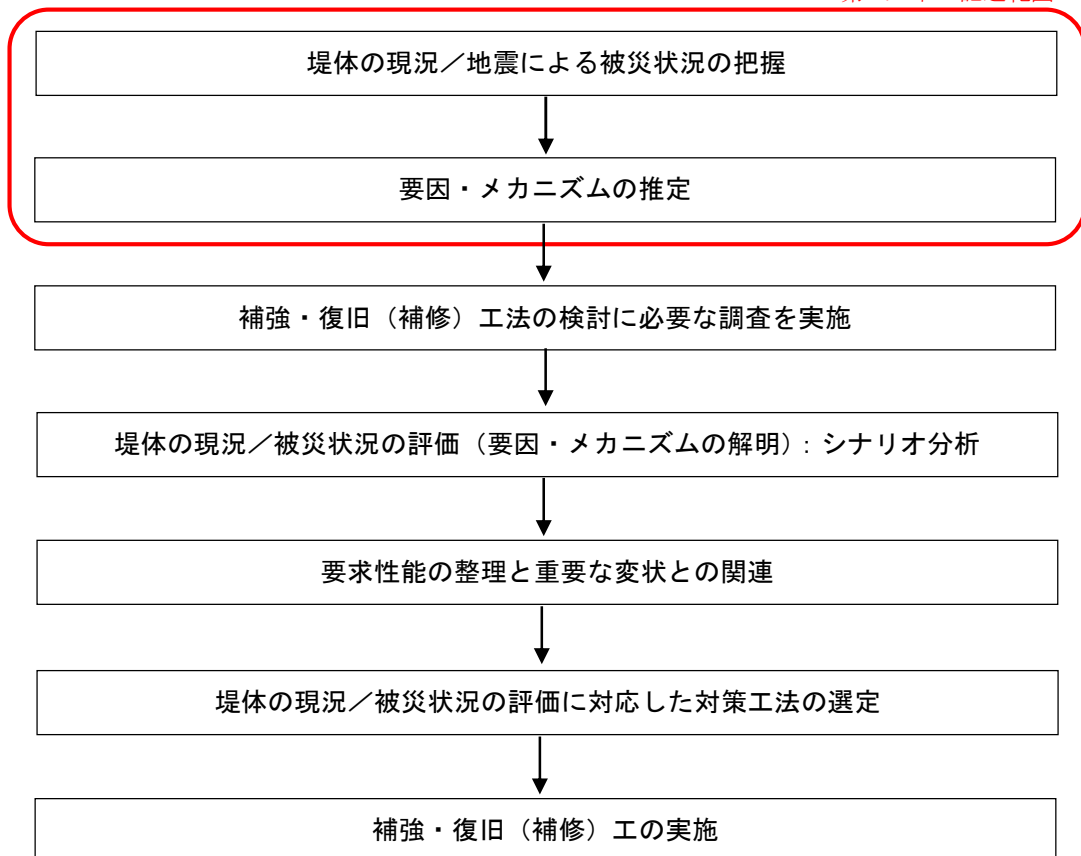 堤体の現況／地震による被災状況の把握
要因・メカニズムの推定
補強・復旧（補修）工法の検討に必要な調査を実施
堤体の現況／被災状況の評価（要因・メカニズムの解明）：シナリオ分析
要求性能の整理と重要な変状との関連
堤体の現況／被災状況の評価に対応した対策工法の選定
補強・復旧（補修）工の実施